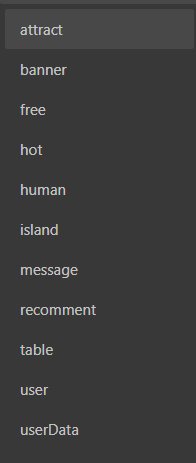 attract
banner
free
hot
human
island
message
recomment
table
user
userData